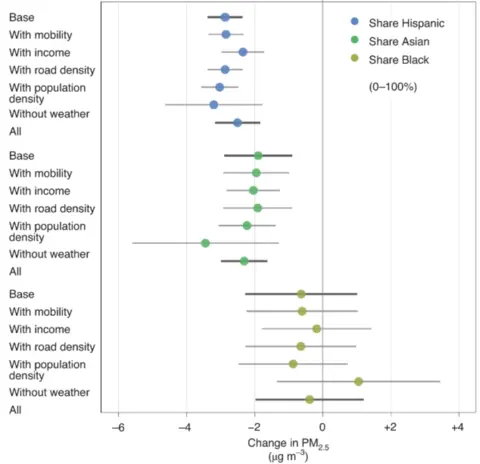 Base
With mobility
With income
With road density
With population
density
Without weather
All
Base
With mobility
With income
With road density
With population
density
Without weather
All
Base
With mobility
With income
With road density
With population
density
Without weather
All
Share Hispanic
Share Asian
Share Black
(0–100%)
−6 −4 −2 0 +2 +4
Change in PM2.5
(μg m−3)